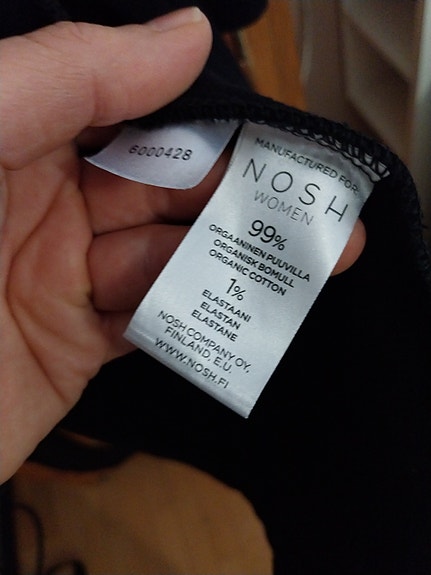 6000428
MANUFACTURED FOR:
NOSH
WOMEN
99%
ORGAANINEN PUUVILLA
ORGANISK BOMULL
ORGANIC COTTON
1%
ELASTAANI
ELASTAN
ELASTANE
NOSH COMPANY OY,
FINLAND, E.U.
WWW.NOSH.FI